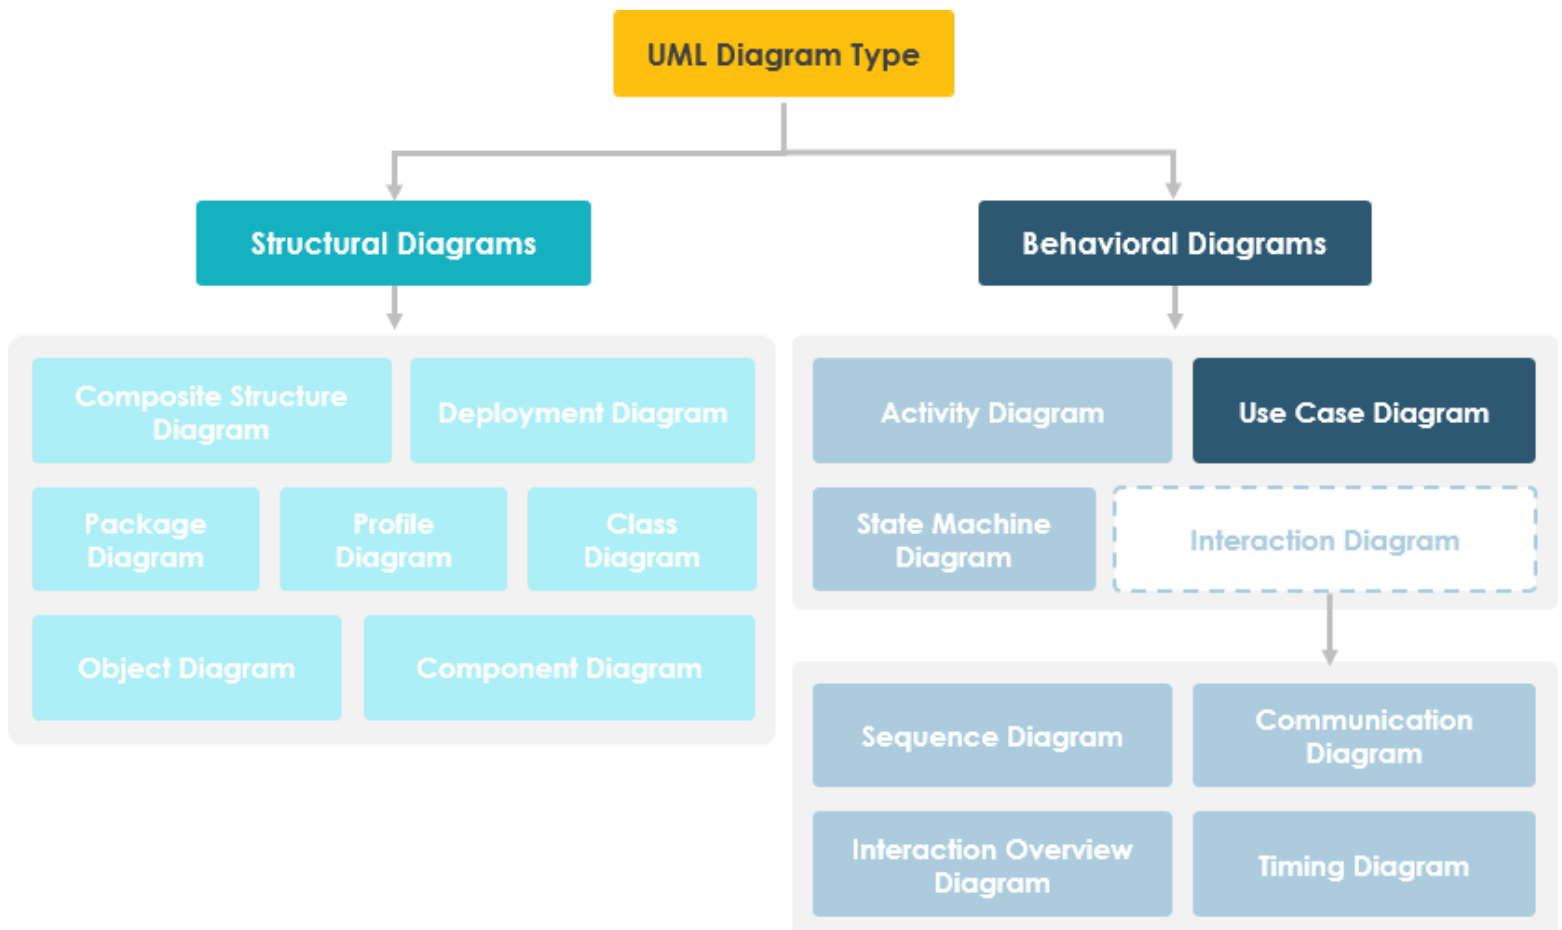 UML Diagram Type
Structural Diagrams
Behavioral Diagrams
Composite Structure
Diagram
Deployment Diagram
Package
Diagram
Profile
Diagram
Class
Diagram
Object Diagram
Component Diagram
Activity Diagram
Use Case Diagram
State Machine
Diagram
Interaction Diagram
Sequence Diagram
Communication
Diagram
Interaction Overview
Diagram
Timing Diagram